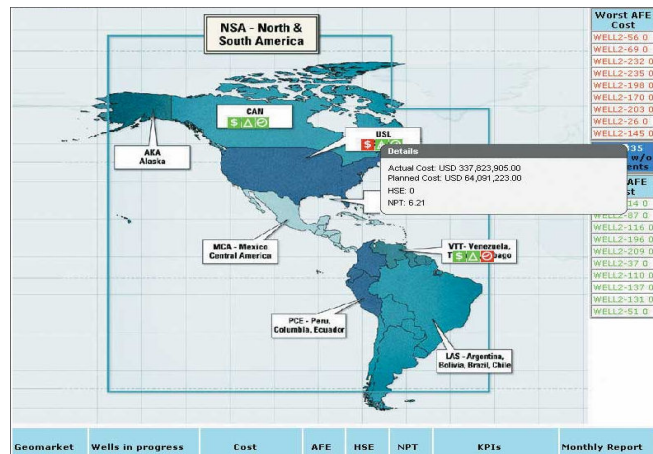 NSA - North &
South America
CAN
$
AKA
Alaska
USL
$
Details
Actual Cost: USD 337,823,905.00
Planned Cost: USD 64,091,223.00
HSE: 0
NPT: 6.21
MCA - Mexico
Central America
VTT- Venezuela,
$
PCE - Peru,
Columbia, Ecuador
LAS - Argentina,
Bolivia, Brazil, Chile
Worst AFE
Cost
WELL2-56 0
WELL2-69 0
WELL2-232 0
WELL2-235 0
WELL2-198 0
WELL2-170 0
WELL2-203 0
WELL2-26 0
WELL2-145 0
w/o
AFE
14 0
-87 0
-116 0
-196 0
-209 0
WELL2-37 0
WELL2-110 0
WELL2-137 0
WELL2-131 0
WELL2-51 0
Geomarket Wells in progress Cost AFE HSE NPT KPIs Monthly Report